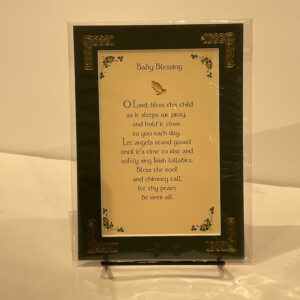 Baby Blessing
O Lord, bless this child
as it sleeps we pray,
and hold it close
to you each day.
Let angels stand guard
until it's time to rise and
softly sing Irish lullabies.
Bless the roof
and chimney tall,
let thy peace
be over all.